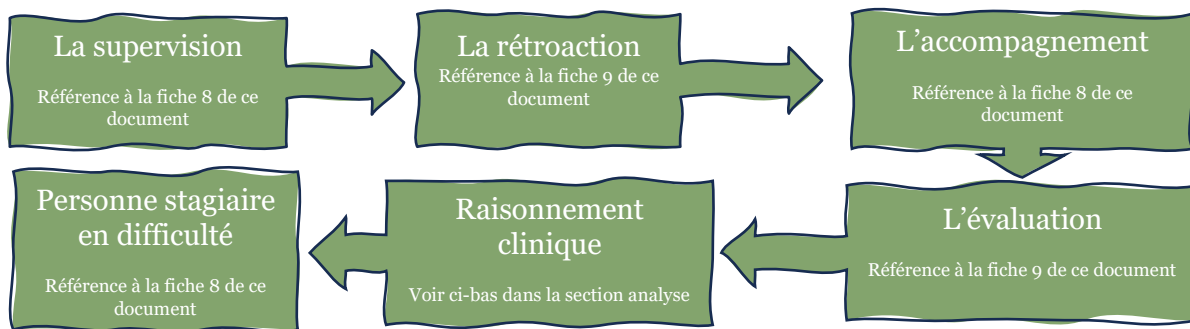 La supervision
Référence à la fiche 8 de ce
document
La rétroaction
Référence à la fiche 9 de ce
document
L’accompagnement
Référence à la fiche 8 de ce
document
L’évaluation
Référence à la fiche 9 de ce document
Raisonnement
clinique
Voir ci-bas dans la section analyse
Personne stagiaire
en difficulté
Référence à la fiche 8 de ce
document